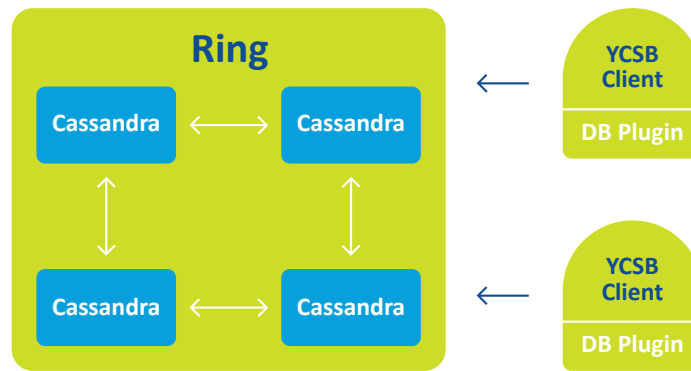 Ring
Cassandra
Cassandra
Cassandra
Cassandra
YCSB
Client
DB Plugin
YCSB
Client
DB Plugin